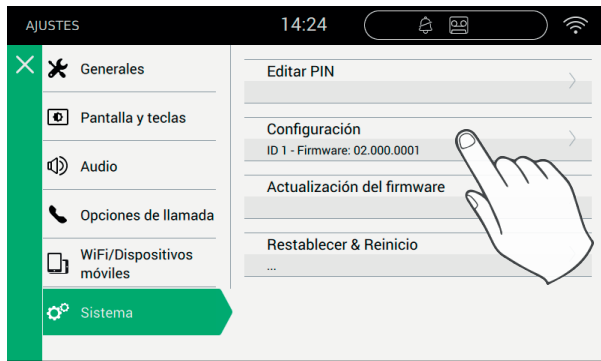 AJUSTES
14:24
Generales
Pantalla y teclas
Audio
Opciones de llamada
WiFi/Dispositivos
móviles
Sistema
Editar PIN
Configuración
ID 1 - Firmware: 02.000.0001
Actualización del firmware
Restablecer & Reinicio
...